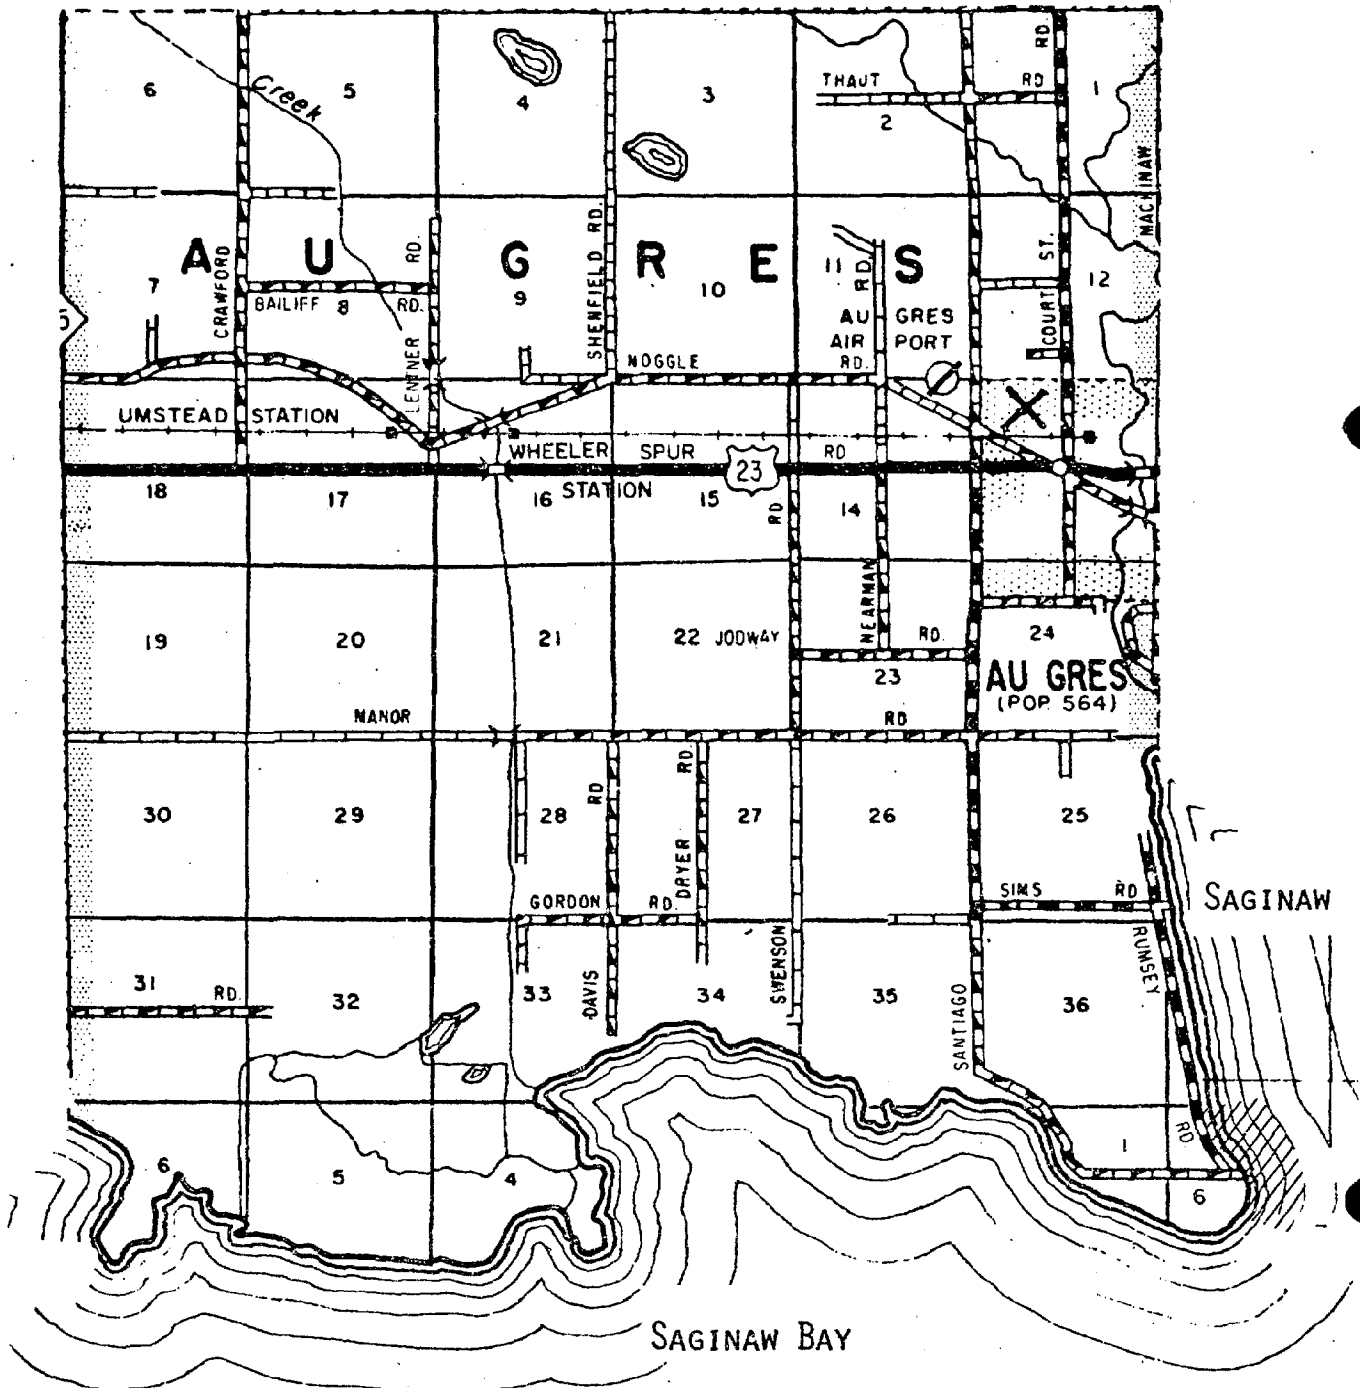 6
5
4
3
THAUT RD
2
1
RD
Creek
MACKINAW
AU GRES
CRAWFORD
7
BAILIFF 8 RD.
LENTNER RD.
9
SHENFIELD RD.
10
11
RD.
12
COURT ST.
AU GRES
AIR PORT
NOGGLE RD.
UMSTEAD STATION
WHEELER SPUR RD
STATION
23
18
17
16
15
14
RD
NEARMAN
19
20
21
22
JODWAY RD.
23
24
AU GRES
(POP. 564)
MANOR RD
30
29
28
27
26
25
RD
DRYER RD
GORDON RD.
SIMS RD
SAGINAW
RUMSEY RD
31
RD.
32
33
DAVIS
34
SWENSON
35
SANTIAGO
36
6
5
4
1
6
SAGINAW BAY